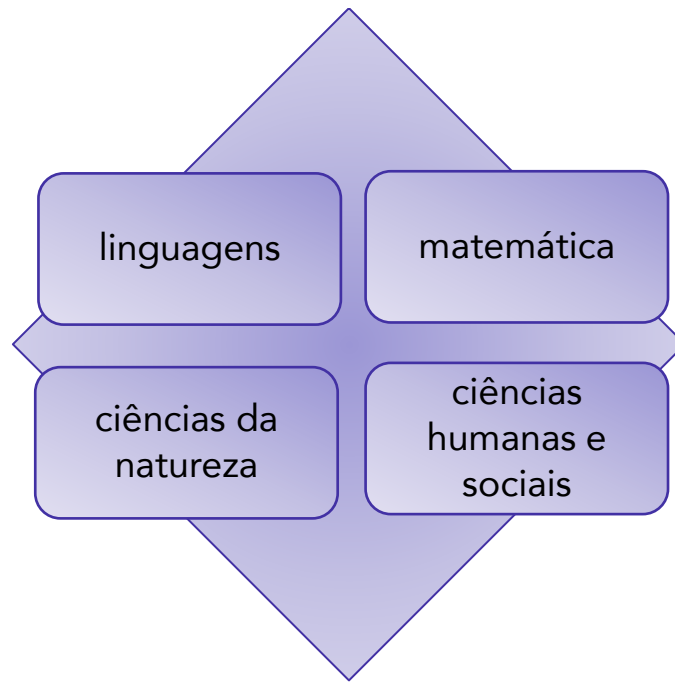 linguagens
matemática
ciências da
natureza
ciências
humanas e
sociais